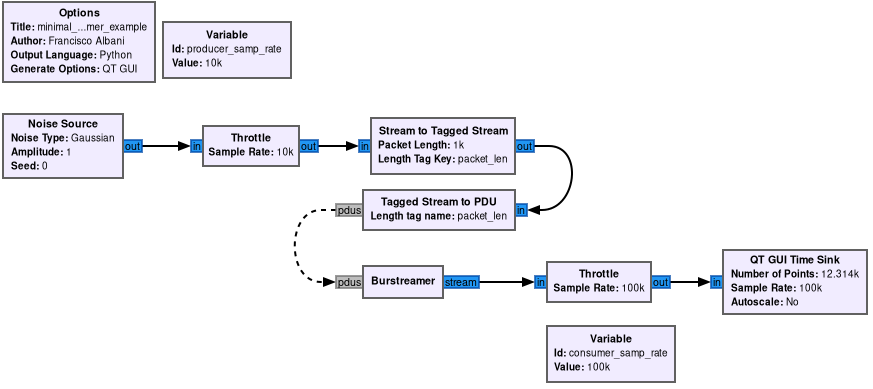 Options
Title: minimal_...mer_example
Author: Francisco Albani
Output Language: Python
Generate Options: QT GUI
Variable
Id: producer_samp_rate
Value: 10k
Noise Source
Noise Type: Gaussian
Amplitude: 1
Seed: 0
out
in
Throttle
Sample Rate: 10k
out
in
Stream to Tagged Stream
Packet Length: 1k
Length Tag Key: packet_len
out
pdus
Tagged Stream to PDU
Length tag name: packet_len
in
pdus
Burstreamer
stream
in
Throttle
Sample Rate: 100k
out
in
QT GUI Time Sink
Number of Points: 12.314k
Sample Rate: 100k
Autoscale: No
Variable
Id: consumer_samp_rate
Value: 100k